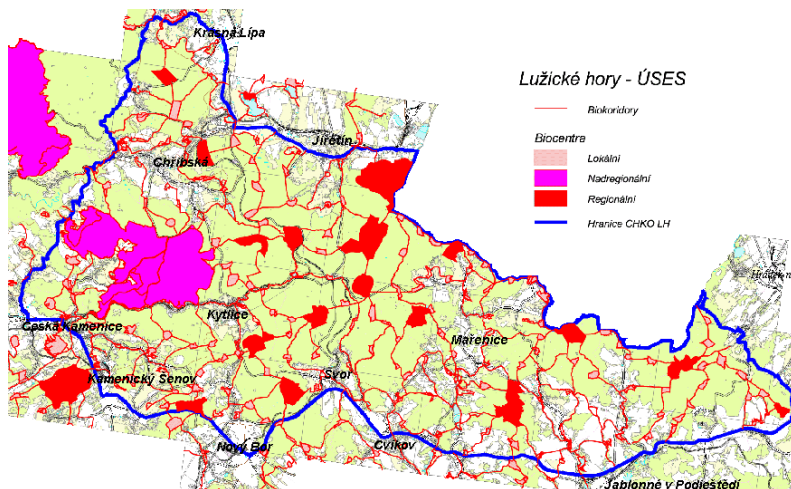 Krásná Lípa
Lužické hory - ÚSES
Biokoridory
Jiřetín
Biocentra
Lokální
Chřibská
Nadregionální
Regionální
Hranice CHKO LH
Kytlice
Česká Kamenice
Mařenice
Kamenický Šenov
Svor
Nový Bor
Cvikov
Jablonné v Podještědí